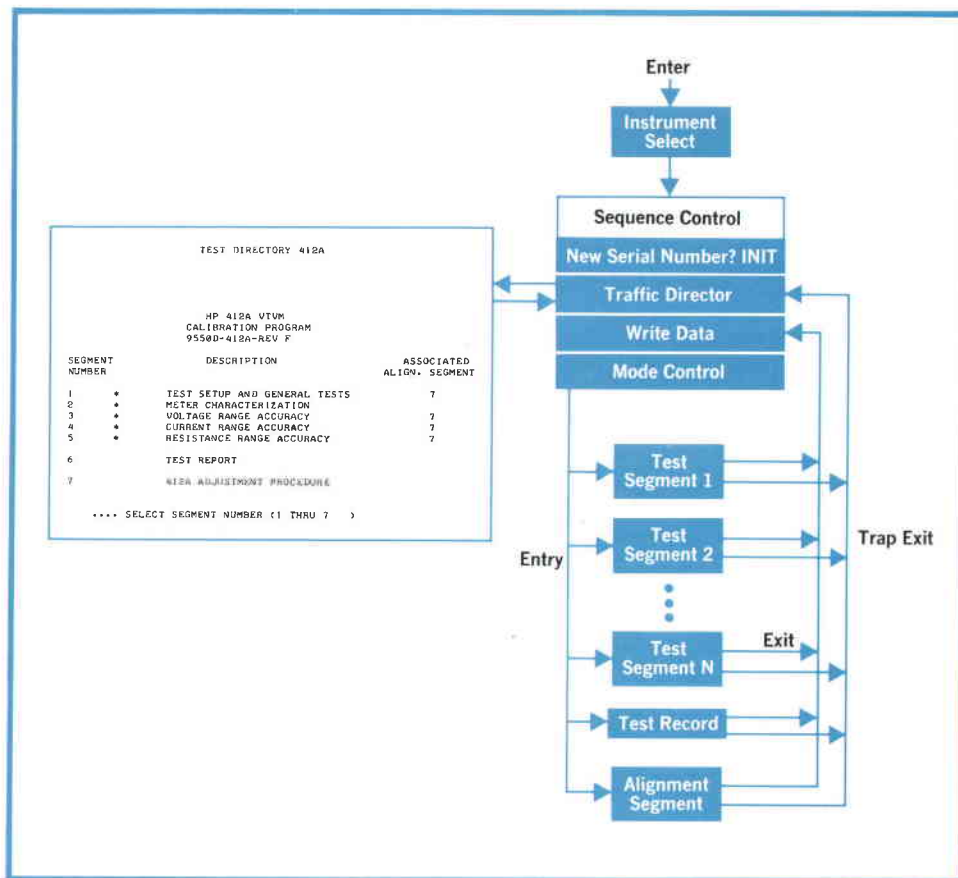 Enter
Instrument
Select
Sequence Control
New Serial Number? INIT
Traffic Director
Write Data
Mode Control
TEST DIRECTORY 412A
HP 412A VTVM
CALIBRATION PROGRAM
9550D-412A-REV F
SEGMENT DESCRIPTION ASSOCIATED
NUMBER ALIGN. SEGMENT
1 * TEST SETUP AND GENERAL TESTS 7
2 * METER CHARACTERIZATION
3 * VOLTAGE RANGE ACCURACY 7
4 * CURRENT RANGE ACCURACY 7
5 * RESISTANCE RANGE ACCURACY 7
6 TEST REPORT
7 412A ADJUSTMENT PROCEDURE
.... SELECT SEGMENT NUMBER (1 THRU 7 )
Test
Segment 1
Test
Segment 2
Entry
Trap Exit
Test
Segment N
Exit
Test Record
Alignment
Segment